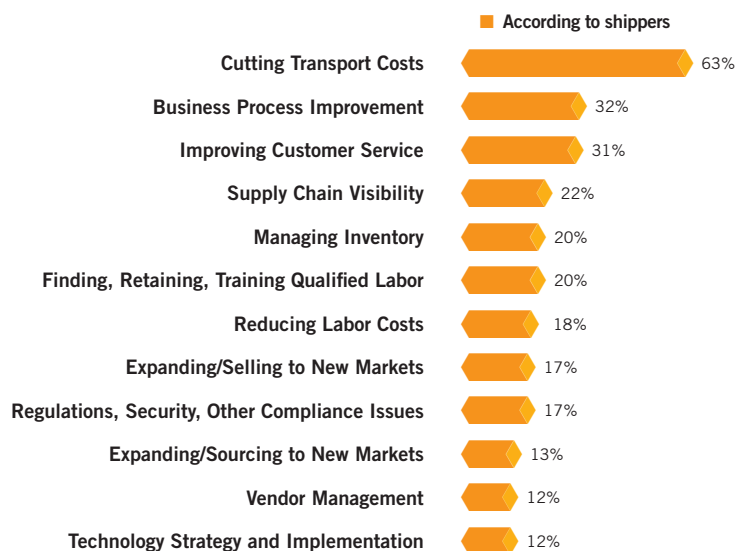 According to shippers
Cutting Transport Costs 63%
Business Process Improvement 32%
Improving Customer Service 31%
Supply Chain Visibility 22%
Managing Inventory 20%
Finding, Retaining, Training Qualified Labor 20%
Reducing Labor Costs 18%
Expanding/Selling to New Markets 17%
Regulations, Security, Other Compliance Issues 17%
Expanding/Sourcing to New Markets 13%
Vendor Management 12%
Technology Strategy and Implementation 12%